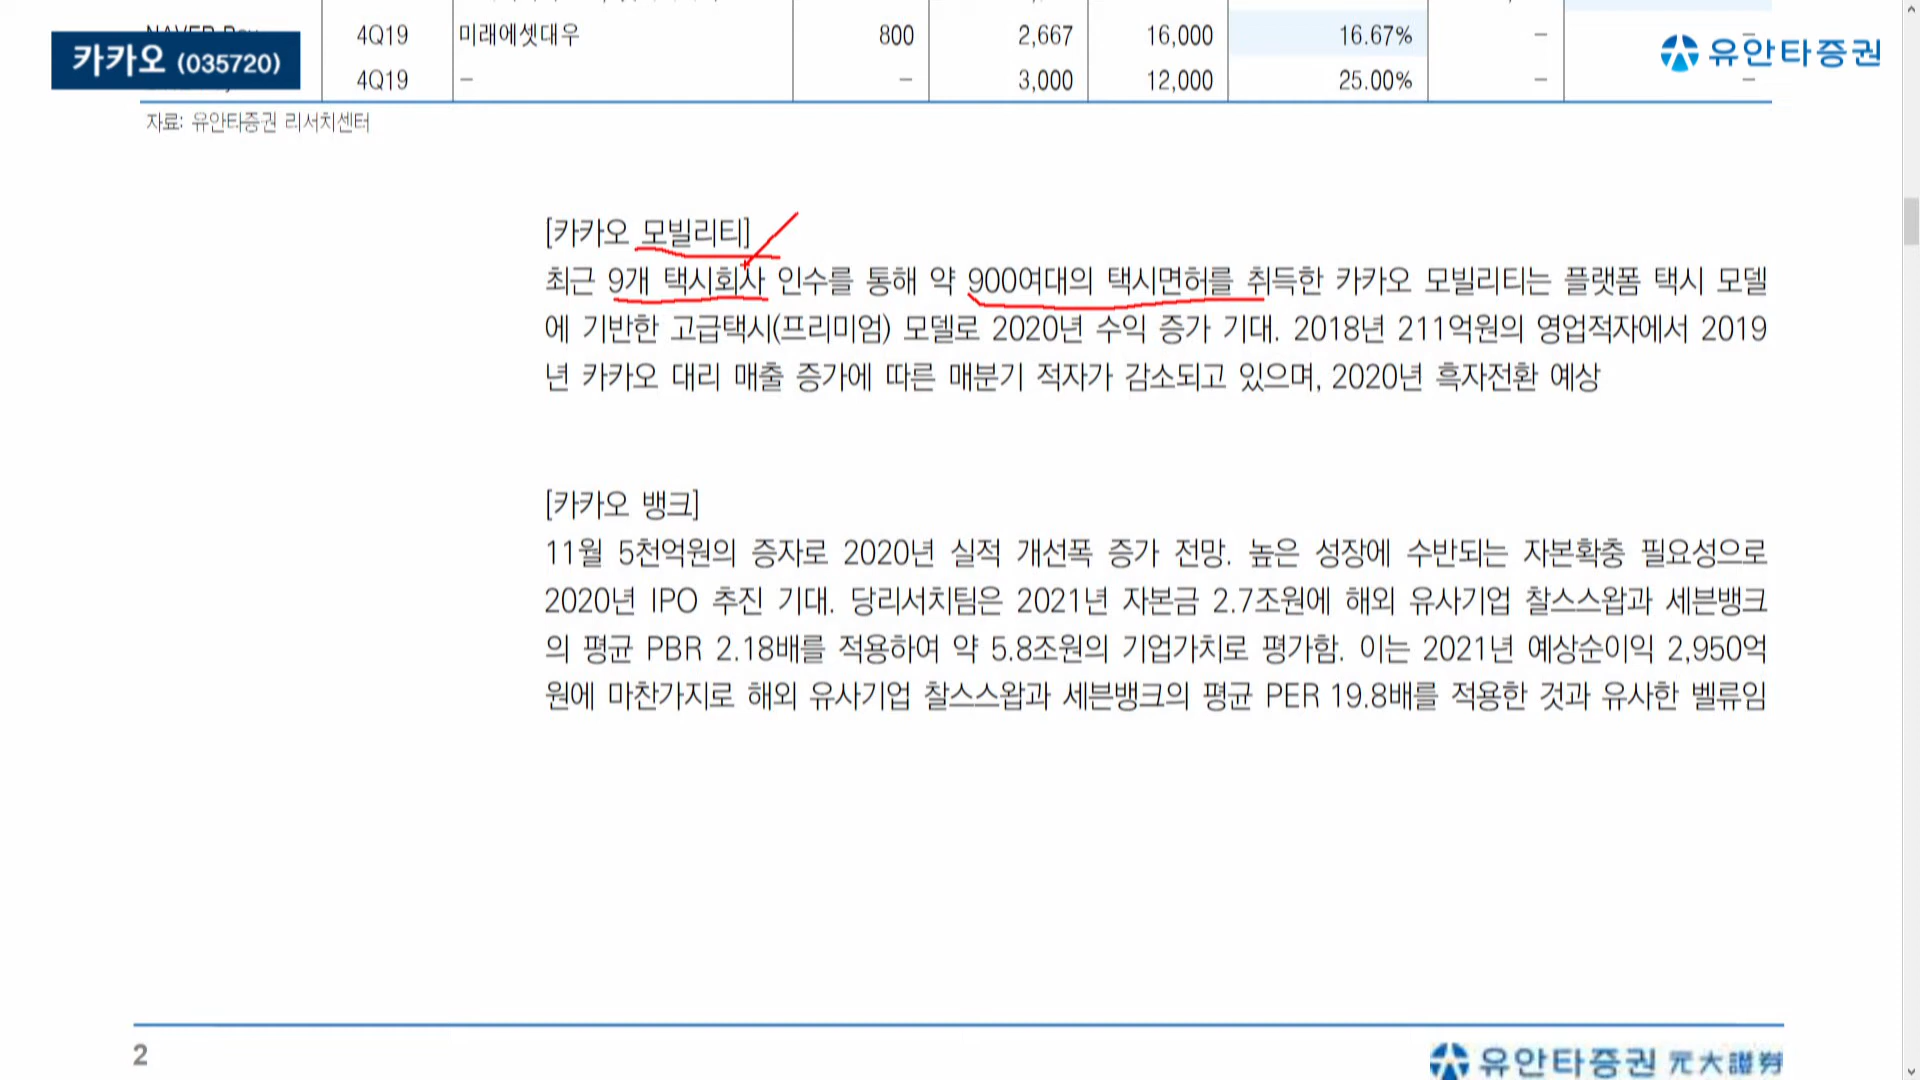 카카오 (035720)
4Q19 미래에셋대우 800 2,667 16,000 16.67% –
4Q19 – – 3,000 12,000 25.00% – –
유안타증권
자료: 유안타증권 리서치센터
[카카오 모빌리티]
최근 9개 택시회사 인수를 통해 약 900여대의 택시면허를 취득한 카카오 모빌리티는 플랫폼 택시 모델
에 기반한 고급택시(프리미엄) 모델로 2020년 수익 증가 기대. 2018년 211억원의 영업적자에서 2019
년 카카오 대리 매출 증가에 따른 매분기 적자가 감소되고 있으며, 2020년 흑자전환 예상
[카카오 뱅크]
11월 5천억원의 증자로 2020년 실적 개선폭 증가 전망. 높은 성장에 수반되는 자본확충 필요성으로
2020년 IPO 추진 기대. 당리서치팀은 2021년 자본금 2.7조원에 해외 유사기업 찰스스왑과 세븐뱅크
의 평균 PBR 2.18배를 적용하여 약 5.8조원의 기업가치로 평가함. 이는 2021년 예상순이익 2,950억
원에 마찬가지로 해외 유사기업 찰스스왑과 세븐뱅크의 평균 PER 19.8배를 적용한 것과 유사한 벨류임
2
유안타증권 元大證券